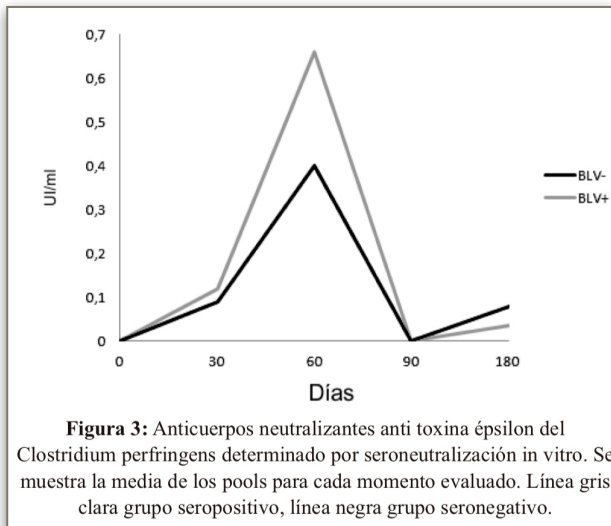 0,7
0,6
0,5
0,4
0,3
0,2
0,1
0
UI/ml
0 30 60 90 180
Días
BLV-
BLV+
Figura 3: Anticuerpos neutralizantes anti toxina épsilon del
Clostridium perfringens determinado por seroneutralización in vitro. Se
muestra la media de los pools para cada momento evaluado. Línea gris
clara grupo seropositivo, línea negra grupo seronegativo.